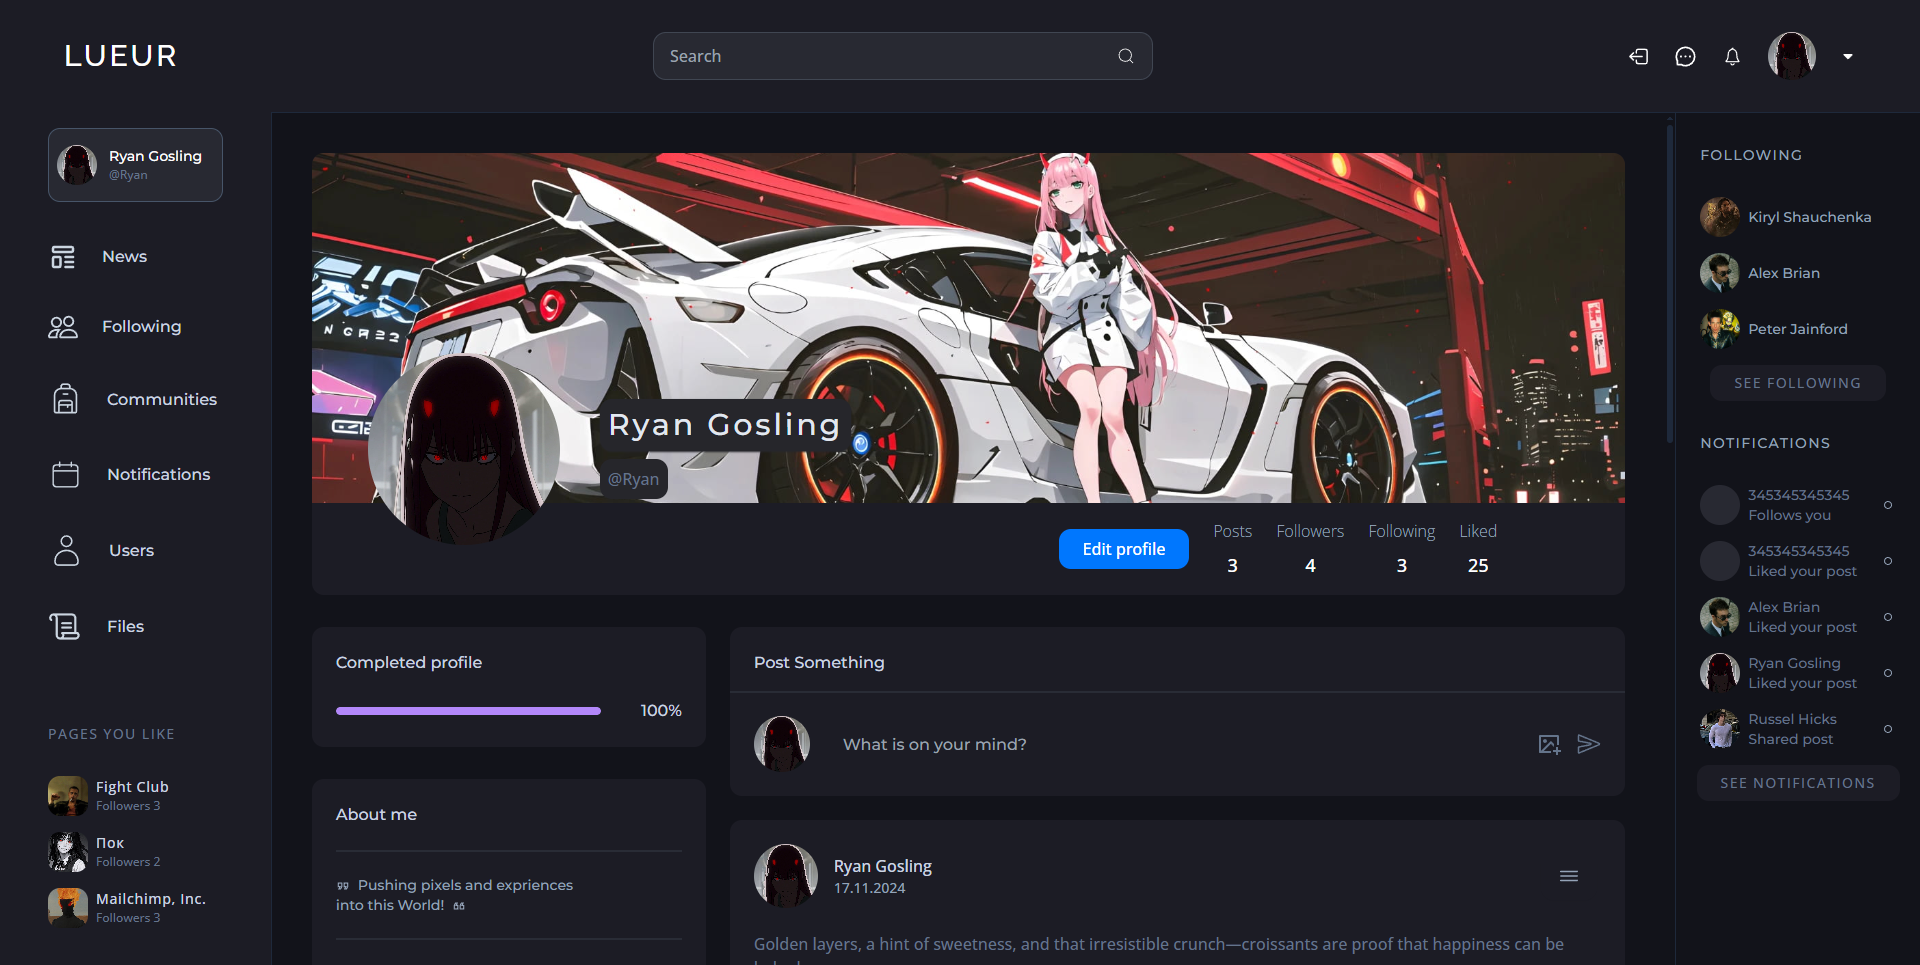 LUEUR
Search
Ryan Gosling
@Ryan
News
Following
Communities
Notifications
Users
Files
PAGES YOU LIKE
Fight Club
Followers 3
Пок
Followers 2
Mailchimp, Inc.
Followers 3
Ryan Gosling
@Ryan
Edit profile
Posts Followers Following Liked
3 4 3 25
Completed profile
100%
About me
Pushing pixels and expriences
into this World!
Post Something
What is on your mind?
Ryan Gosling
17.11.2024
Golden layers, a hint of sweetness, and that irresistible crunch—croissants are proof that happiness can be
FOLLOWING
Kiryl Shauchenka
Alex Brian
Peter Jainford
SEE FOLLOWING
NOTIFICATIONS
345345345345
Follows you
345345345345
Liked your post
Alex Brian
Liked your post
Ryan Gosling
Liked your post
Russel Hicks
Shared post
SEE NOTIFICATIONS